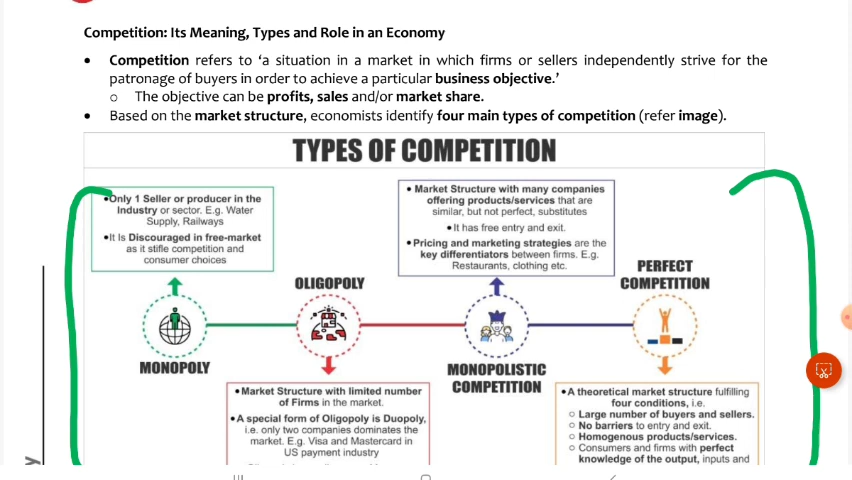 Competition: Its Meaning, Types and Role in an Economy
• Competition refers to ‘a situation in a market in which firms or sellers independently strive for the
patronage of buyers in order to achieve a particular business objective.’
o The objective can be profits, sales and/or market share.
• Based on the market structure, economists identify four main types of competition (refer image).
TYPES OF COMPETITION
•Only 1 Seller or producer in the
Industry or sector. E.g. Water
Supply, Railways
•It Is Discouraged in free-market
as it stifle competition and
consumer choices
MONOPOLY
OLIGOPOLY
• Market Structure with limited number
of Firms in the market.
•A special form of Oligopoly is Duopoly,
i.e. only two companies dominates the
market. E.g. Visa and Mastercard in
US payment industry
• Market Structure with many companies
offering products/services that are
similar, but not perfect, substitutes
• It has free entry and exit.
• Pricing and marketing strategies are the
key differentiators between firms. E.g.
Restaurants, clothing etc.
MONOPOLISTIC
COMPETITION
PERFECT
COMPETITION
•A theoretical market structure fulfilling
four conditions, i.e.
o Large number of buyers and sellers.
o No barriers to entry and exit.
o Homogenous products/services.
o Consumers and firms with perfect
knowledge of the output, inputs and
y